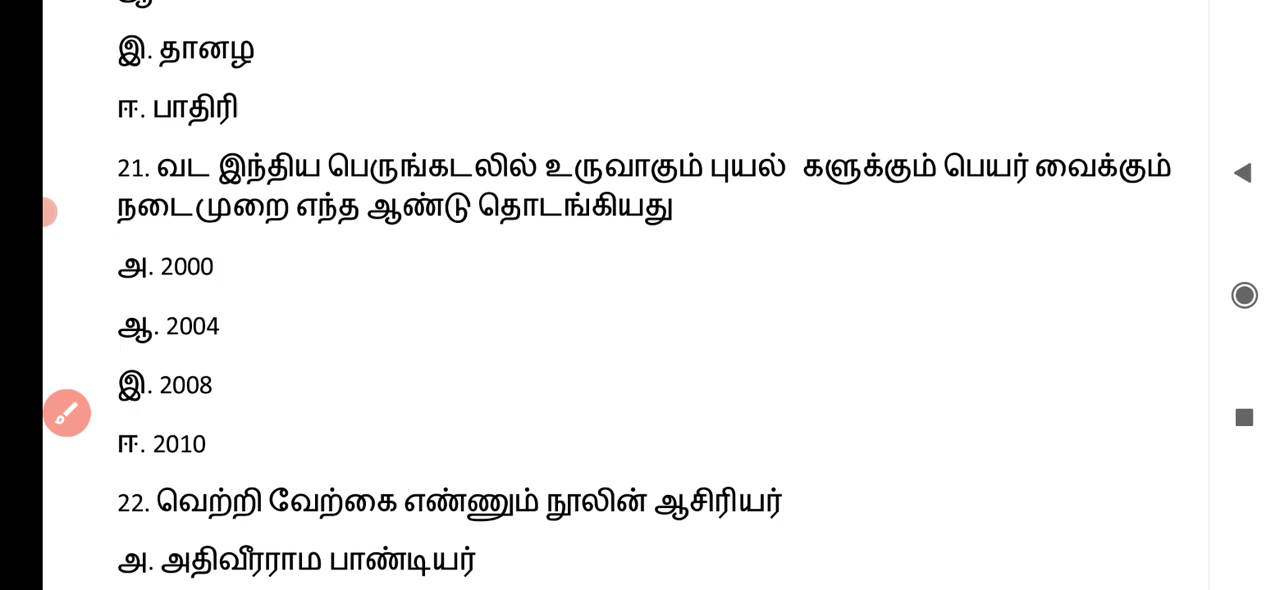 இ. தானழ
ஈ. பாதிரி
21. வட இந்திய பெருங்கடலில் உருவாகும் புயல் களுக்கும் பெயர் வைக்கும்
நடைமுறை எந்த ஆண்டு தொடங்கியது
அ. 2000
ஆ. 2004
இ. 2008
ஈ. 2010
22. வெற்றி வேற்கை எண்ணும் நூலின் ஆசிரியர்
அ. அதிவீரராம பாண்டியர்